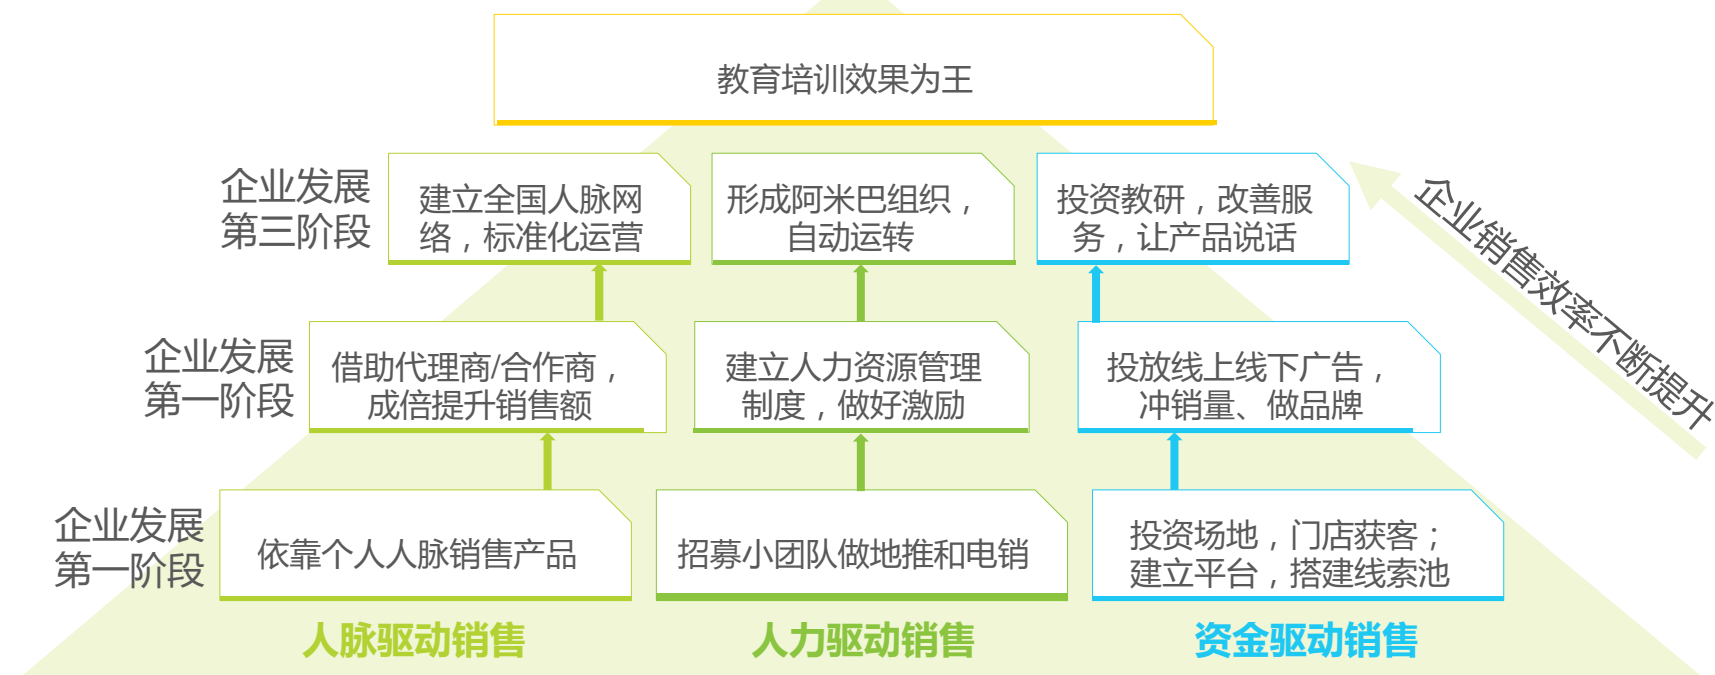 教育培训效果为王
企业发展
第三阶段
建立全国人脉网
络，标准化运营
形成阿米巴组织，
自动运转
投资教研，改善服
务，让产品说话
企业销售效率不断提升
企业发展
第一阶段
借助代理商/合作商，
成倍提升销售额
建立人力资源管理
制度，做好激励
投放线上线下广告，
冲销量、做品牌
企业发展
第一阶段
依靠个人人脉销售产品
招募小团队做地推和电销
投资场地，门店获客；
建立平台，搭建线索池
人脉驱动销售
人力驱动销售
资金驱动销售